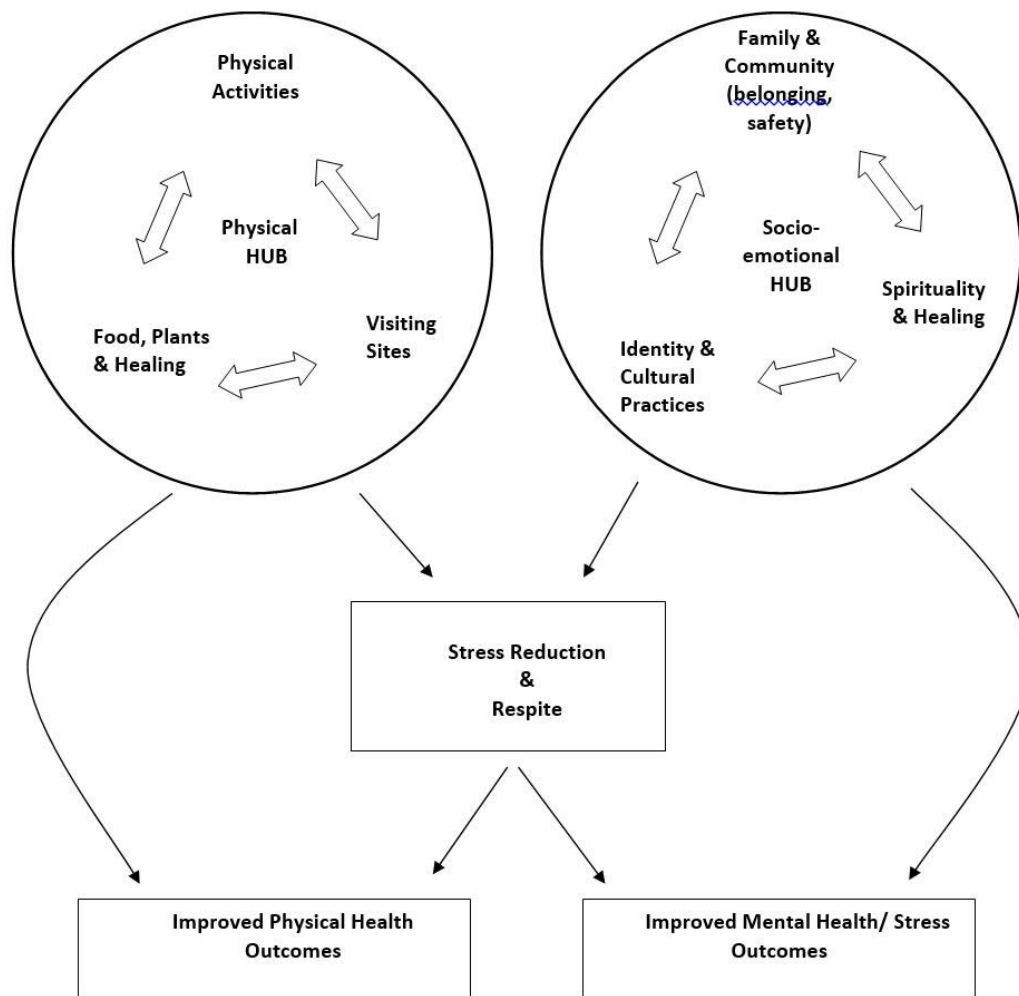 Physical
Activities
Physical
HUB
Food, Plants
& Healing
Visiting
Sites
Family &
Community
(belonging,
safety)
Socio-
emotional
HUB
Spirituality
& Healing
Identity &
Cultural
Practices
Stress Reduction
&
Respite
Improved Physical Health
Outcomes
Improved Mental Health/ Stress
Outcomes